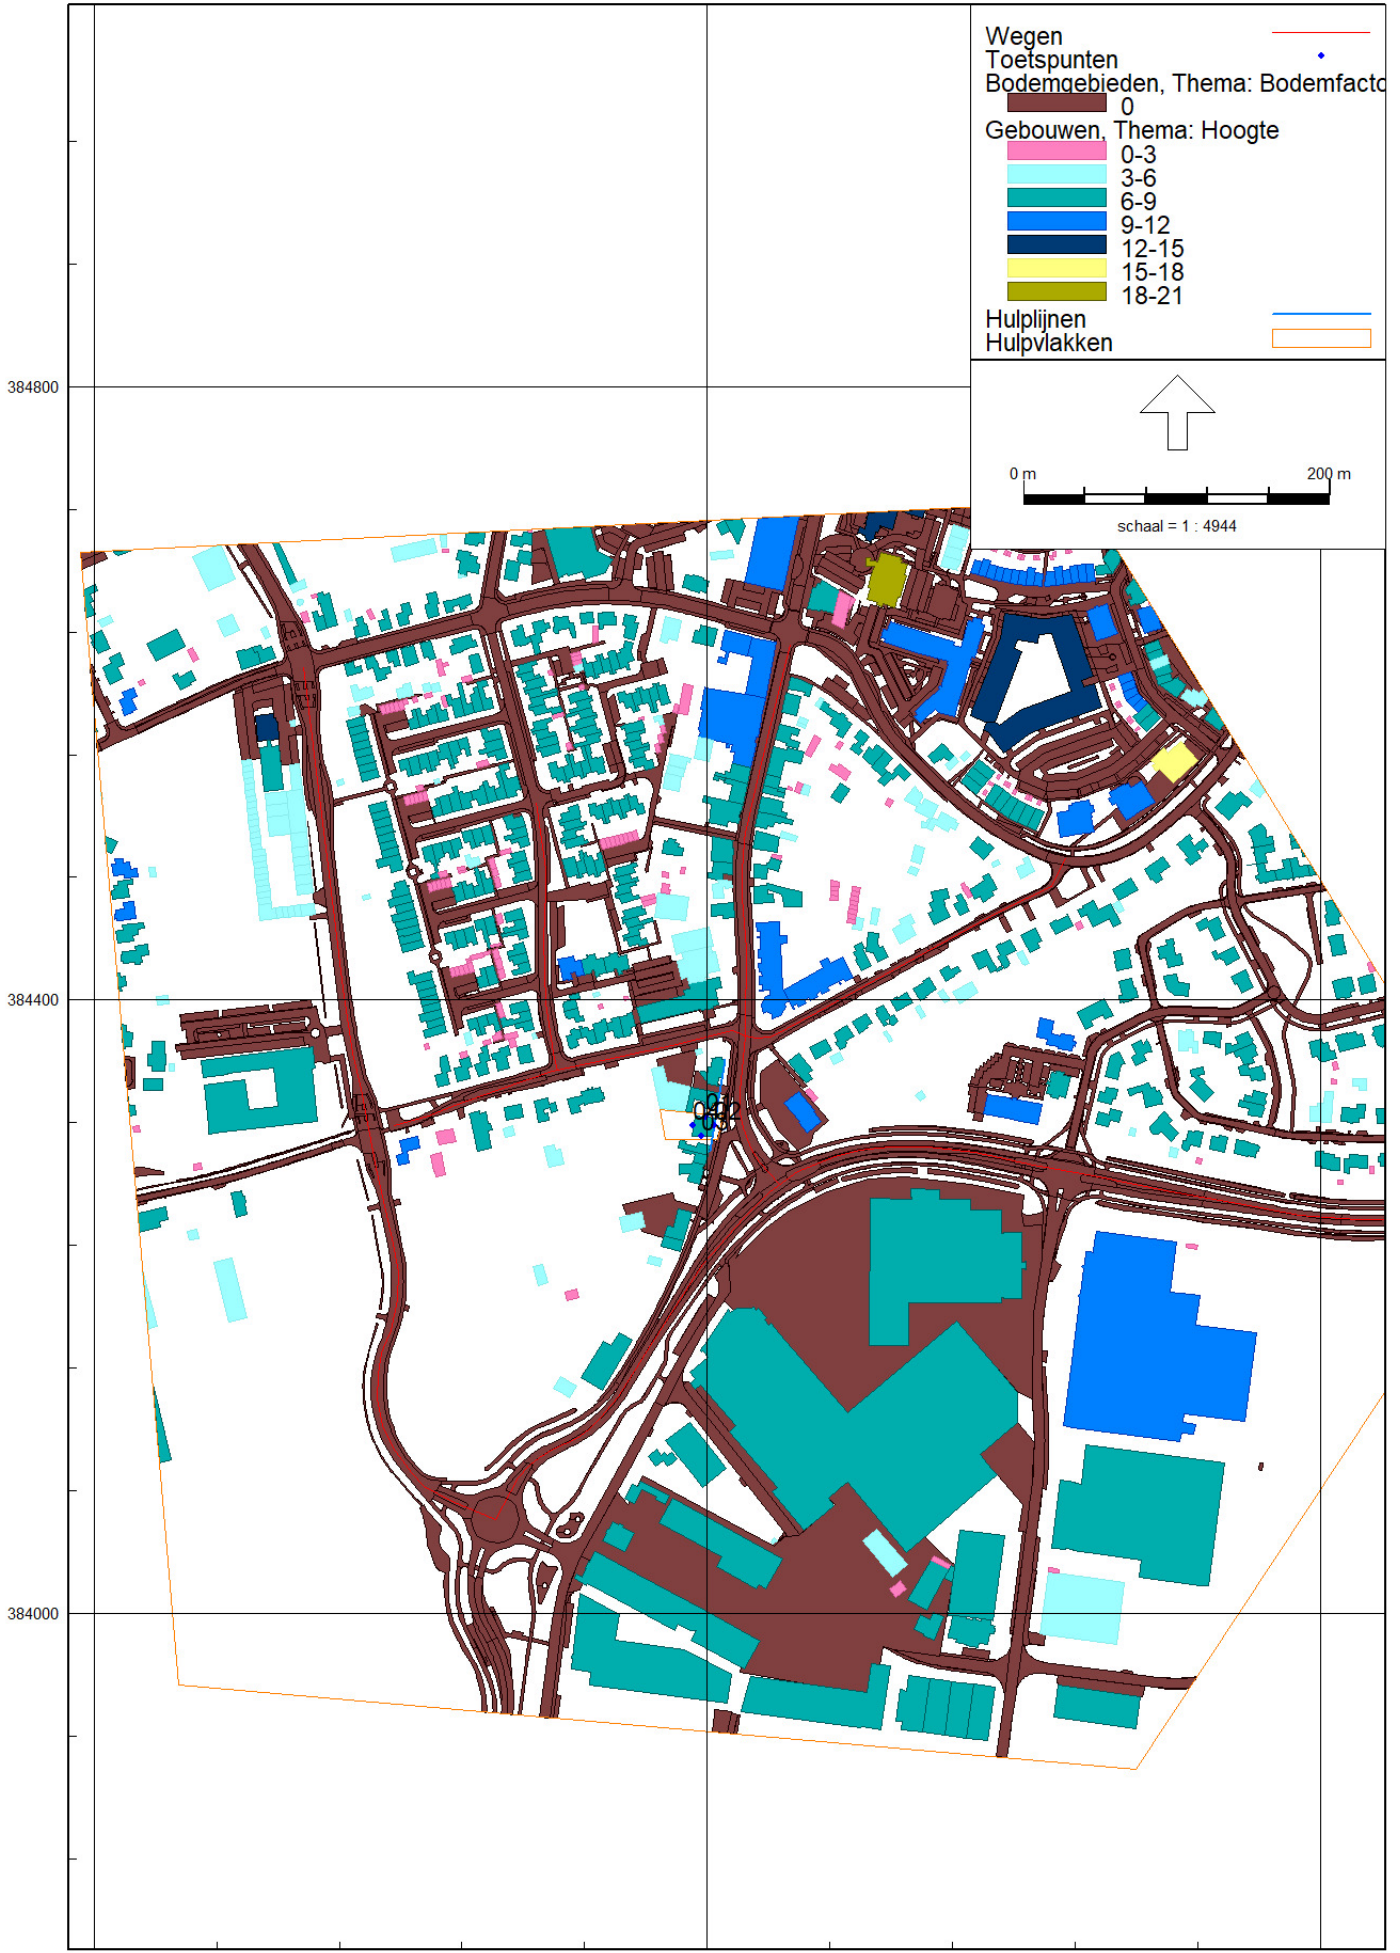 Wegen
Toetspunten
Bodemgebieden, Thema: Bodemfacto
0
Gebouwen, Thema: Hoogte
0-3
3-6
6-9
9-12
12-15
15-18
18-21
Hulplijnen
Hulpvlakken
384800
0 m 200 m
schaal = 1 : 4944
384400
384000